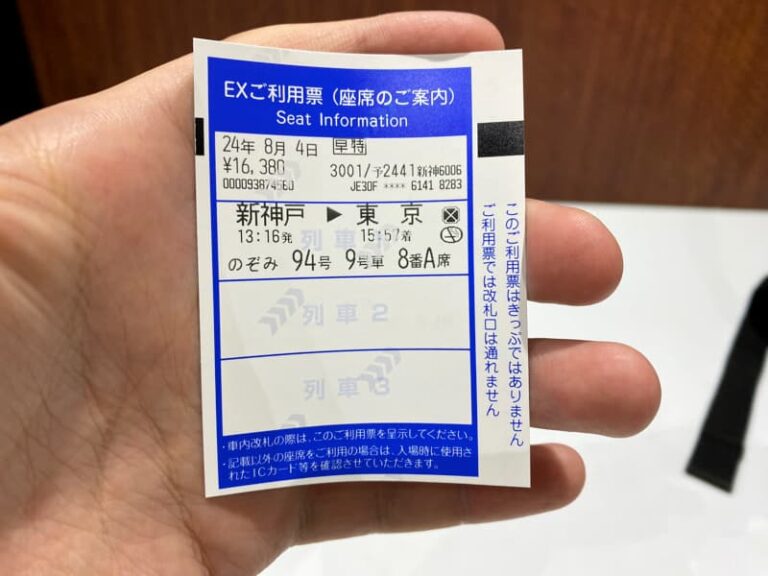 EXご利用票（座席のご案内）
Seat Information
24年 8月 4日 早特
¥16,380 3001/予2441新神6006
JE30F **** 6141 8283
新神戸 ▶ 東京
13:16発 15:57着
のぞみ 94号 9号車 8番A席
列車2
列車3
・車内改札の際は、このご利用票を呈示してください。
・記載以外の座席をご利用の場合は、入場時に使用さ
れたICカード等を確認させていただきます。
このご利用票はきっぷではありません
ご利用票では改札口は通れません